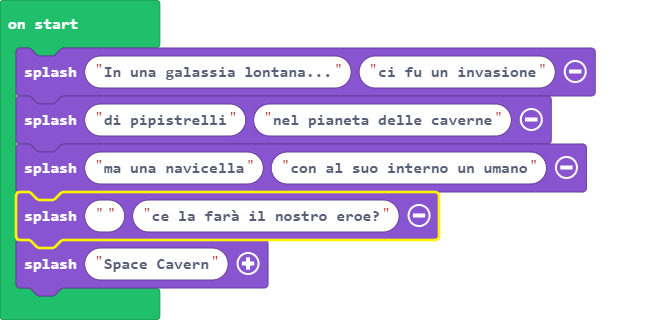 on start
splash "In una galassia lontana..." "ci fu un invasione"
splash "di pipistrelli" "nel pianeta delle caverne"
splash "ma una navicella" "con al suo interno un umano"
splash " " "ce la farà il nostro eroe?"
splash "Space Cavern"